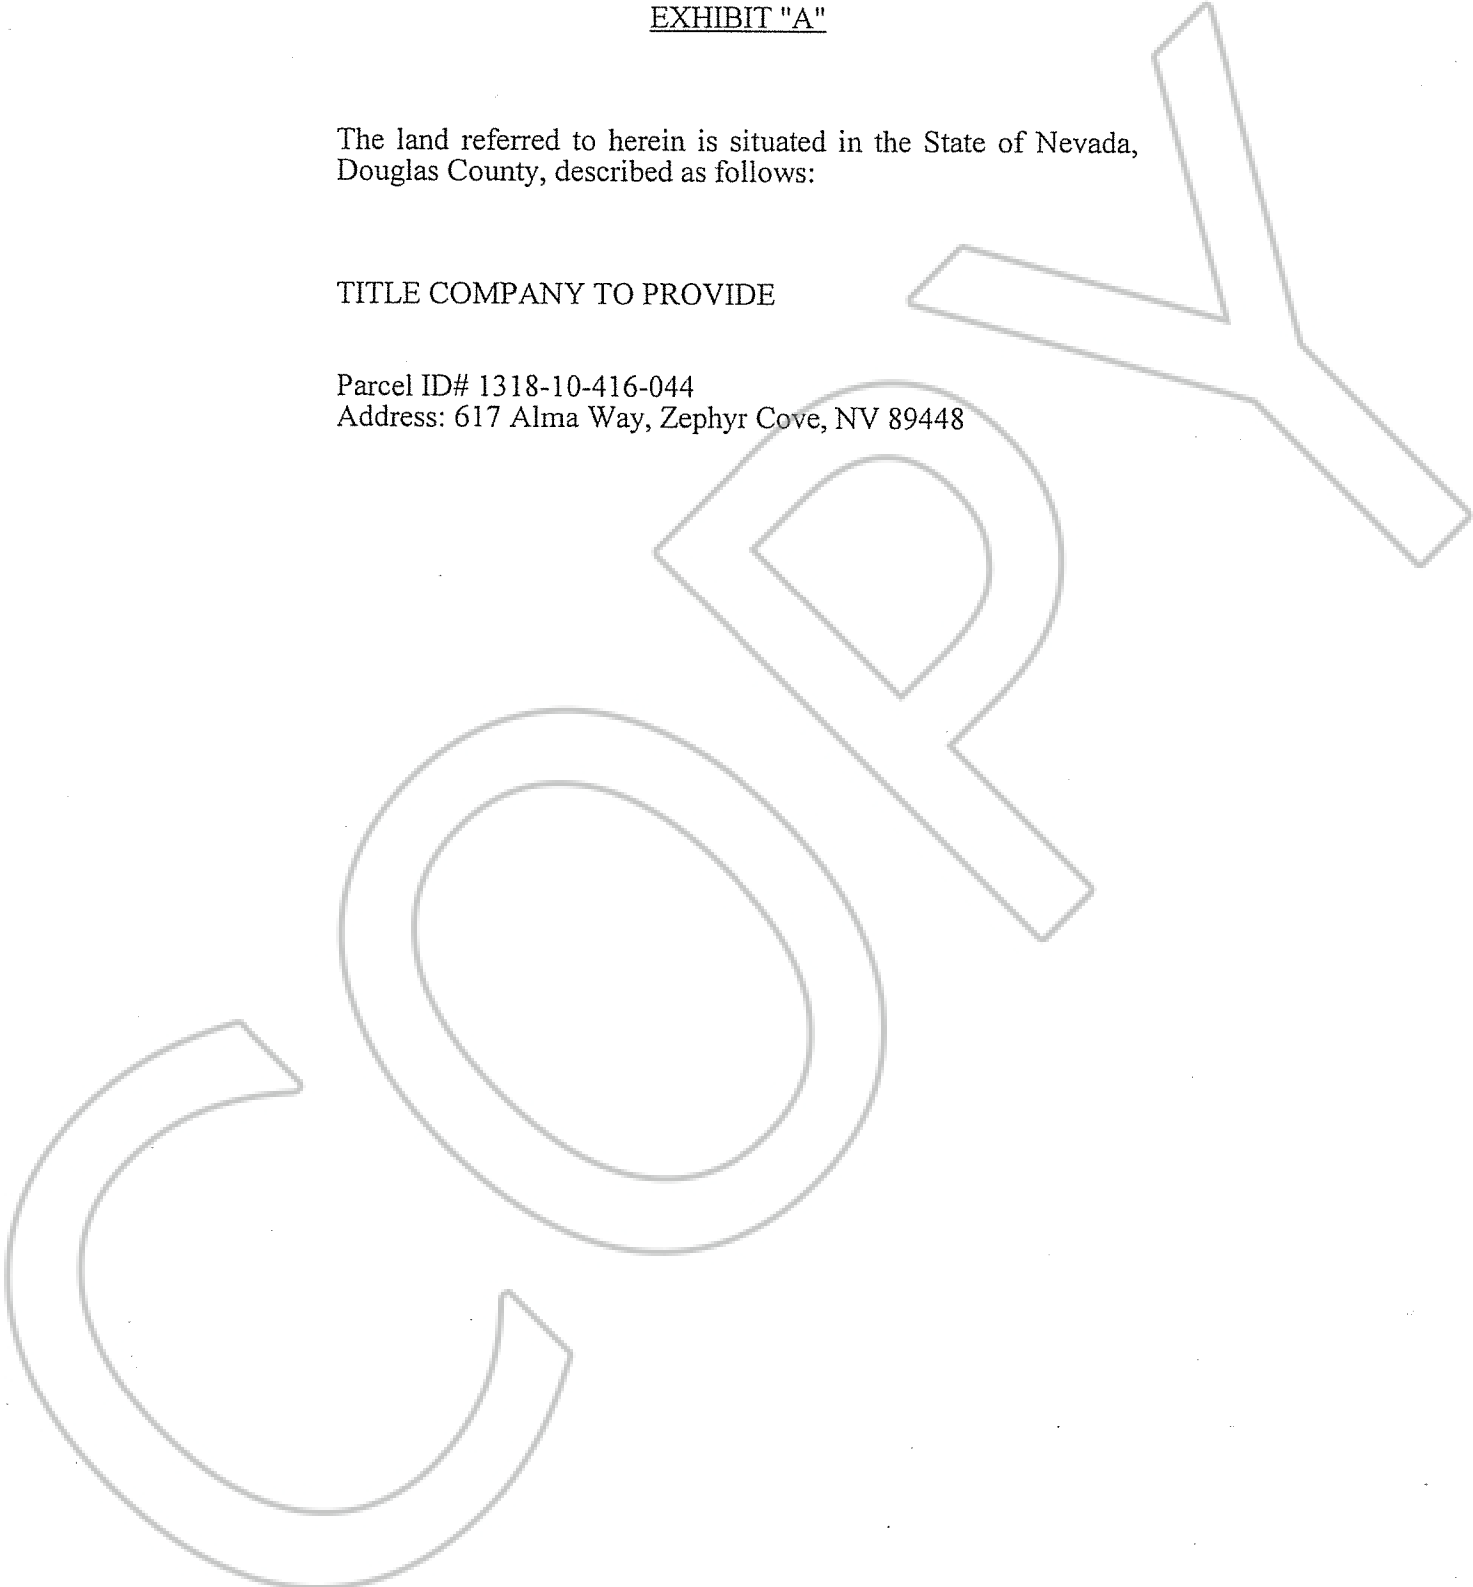 EXHIBIT "A"
The land referred to herein is situated in the State of Nevada,
Douglas County, described as follows:
TITLE COMPANY TO PROVIDE
Parcel ID# 1318-10-416-044
Address: 617 Alma Way, Zephyr Cove, NV 89448
COPY